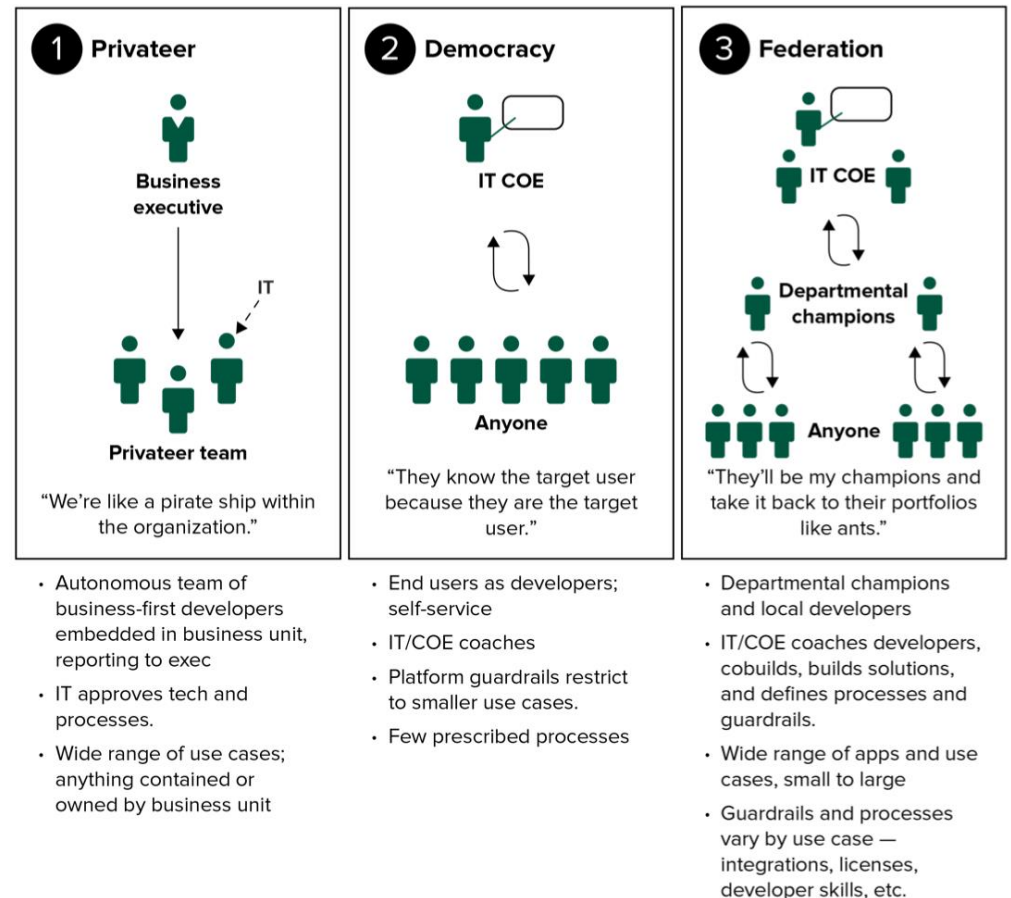 1 Privateer
Business
executive
IT
Privateer team
“We’re like a pirate ship within
the organization.”
• Autonomous team of
business-first developers
embedded in business unit,
reporting to exec
• IT approves tech and
processes.
• Wide range of use cases;
anything contained or
owned by business unit
2 Democracy
IT COE
Anyone
“They know the target user
because they are the target
user.”
• End users as developers;
self-service
• IT/COE coaches
• Platform guardrails restrict
to smaller use cases.
• Few prescribed processes
3 Federation
IT COE
Departmental
champions
Anyone
“They’ll be my champions and
take it back to their portfolios
like ants.”
• Departmental champions
and local developers
• IT/COE coaches developers,
cobuilds, builds solutions,
and defines processes and
guardrails.
• Wide range of apps and use
cases, small to large
• Guardrails and processes
vary by use case —
integrations, licenses,
developer skills, etc.